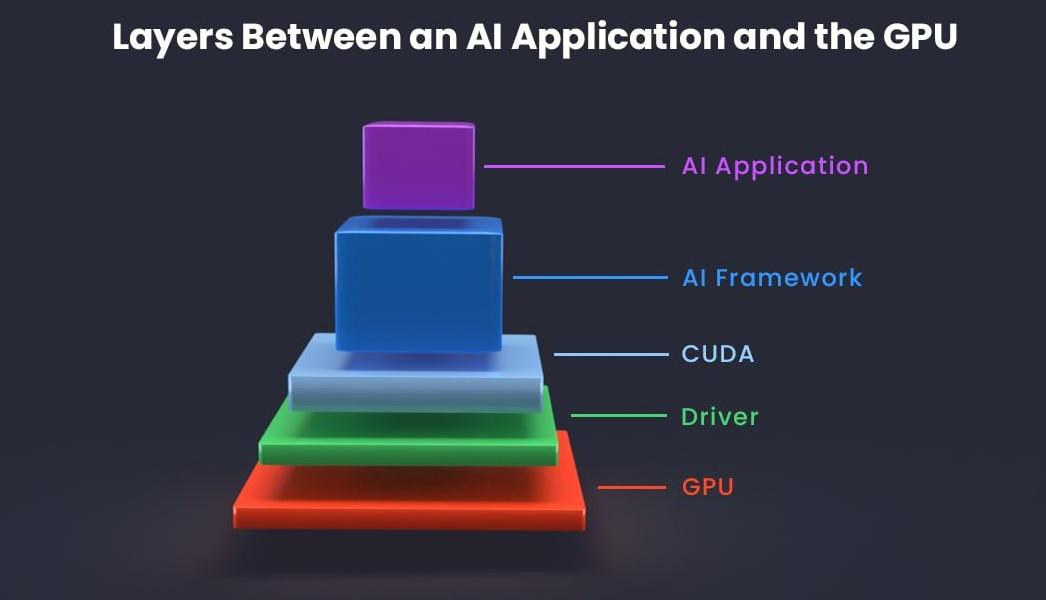 Layers Between an AI Application and the GPU
AI Application
AI Framework
CUDA
Driver
GPU